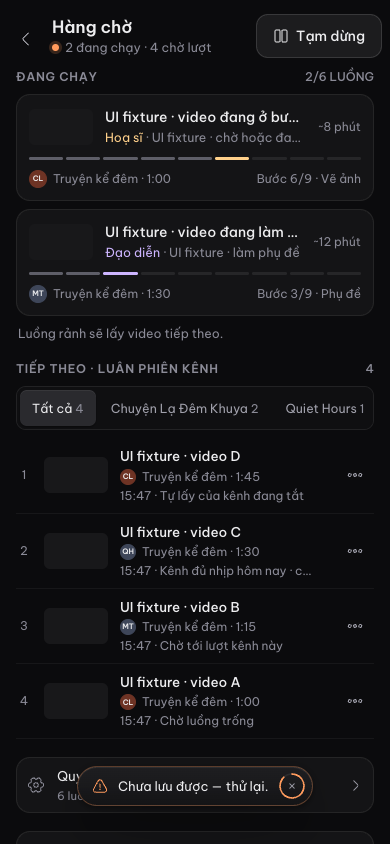 Hàng chờ
2 đang chạy · 4 chờ lượt
Tạm dừng
ĐANG CHẠY
2/6 LUỒNG
UI fixture · video đang ở bư...
~8 phút
Hoạ sĩ · UI fixture · chờ hoặc đa...
CL Truyện kể đêm · 1:00
Bước 6/9 · Vẽ ảnh
UI fixture · video đang làm ...
~12 phút
Đạo diễn · UI fixture · làm phụ đề
MT Truyện kể đêm · 1:30
Bước 3/9 · Phụ đề
Luồng rảnh sẽ lấy video tiếp theo.
TIẾP THEO · LUÂN PHIÊN KÊNH
4
Tất cả 4
Chuyện Lạ Đêm Khuya 2
Quiet Hours 1
1
UI fixture · video D
CL Truyện kể đêm · 1:45
15:47 · Tự lấy của kênh đang tắt
2
UI fixture · video C
QH Truyện kể đêm · 1:30
15:47 · Kênh đủ nhịp hôm nay · c...
3
UI fixture · video B
MT Truyện kể đêm · 1:15
15:47 · Chờ tới lượt kênh này
4
UI fixture · video A
CL Truyện kể đêm · 1:00
15:47 · Chờ luồng trống
Chưa lưu được — thử lại.